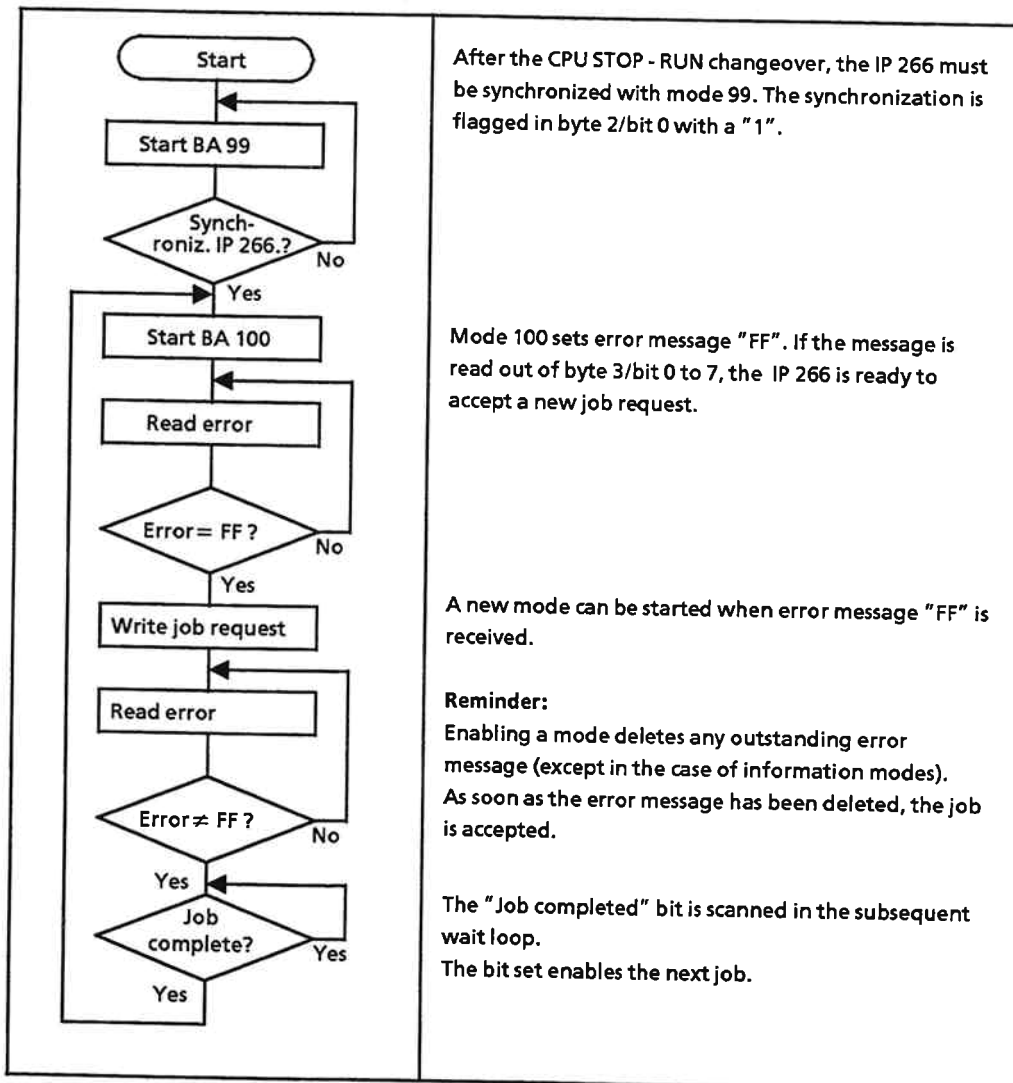 Start
Start BA 99
Synch-
roniz. IP 266.?
No
Yes
Start BA 100
Read error
Error= FF ?
No
Yes
Write job request
Read error
Error≠ FF ?
No
Yes
Job
complete?
Yes
Yes
After the CPU STOP - RUN changeover, the IP 266 must
be synchronized with mode 99. The synchronization is
flagged in byte 2/bit 0 with a "1".
Mode 100 sets error message "FF". If the message is
read out of byte 3/bit 0 to 7, the IP 266 is ready to
accept a new job request.
A new mode can be started when error message "FF" is
received.
Reminder:
Enabling a mode deletes any outstanding error
message (except in the case of information modes).
As soon as the error message has been deleted, the job
is accepted.
The "Job completed" bit is scanned in the subsequent
wait loop.
The bit set enables the next job.